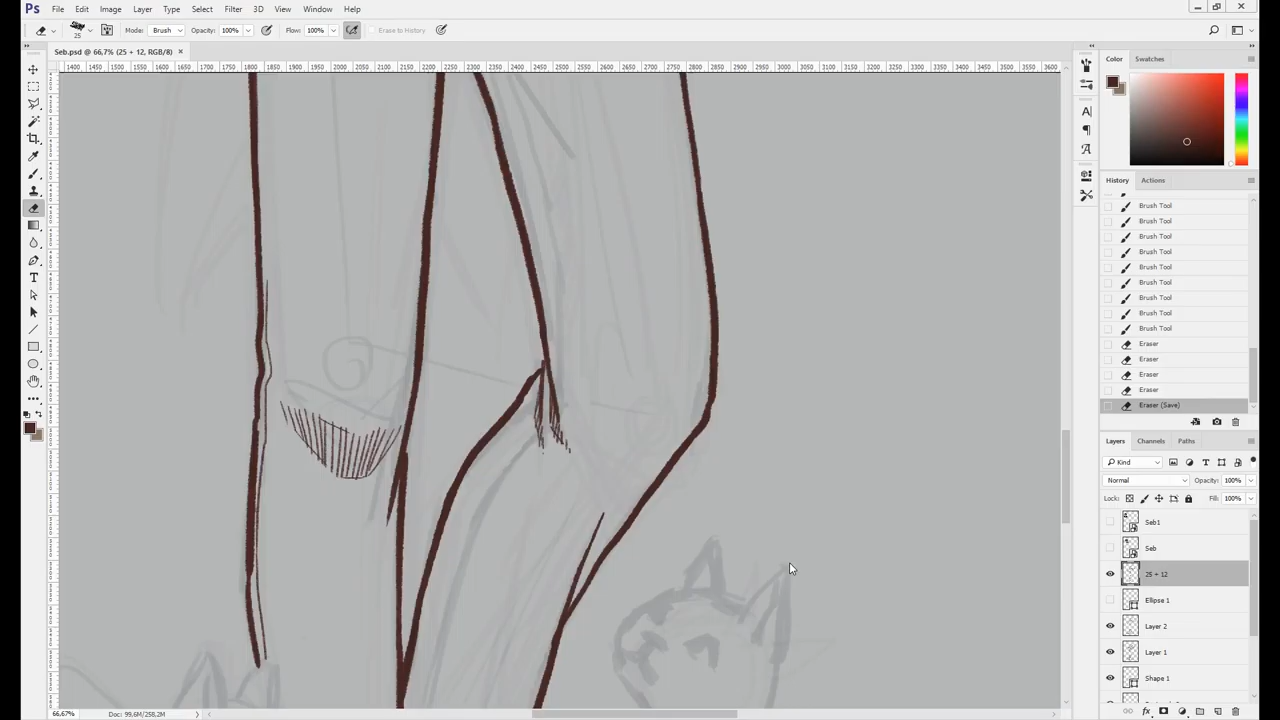 Ps File Edit Image Layer Type Select Filter 3D View Window Help
25 Mode: Brush Opacity: 100% Flow: 100% Erase to History
Seb.psd @ 66,7% (25 + 12, RGB/8) ×
1400 1450 1500 1550 1600 1650 1700 1750 1800 1850 1900 1950 2000 2050 2100 2150 2200 2250 2300 2350 2400 2450 2500 2550 2600 2650 2700 2750 2800 2850 2900 2950 3000 3050 3100 3150 3200 3250 3300 3350 3400 3450 3500 3550 3600
Color Swatches
History Actions
Brush Tool
Brush Tool
Brush Tool
Brush Tool
Brush Tool
Brush Tool
Brush Tool
Brush Tool
Brush Tool
Eraser
Eraser
Eraser
Eraser
Eraser (Save)
Layers Channels Paths
Kind
Normal Opacity: 100%
Lock: Fill: 100%
Seb1
Seb
25 + 12
Ellipse 1
Layer 2
Layer 1
Shape 1
66,67% Doc: 99,6M/258,2M